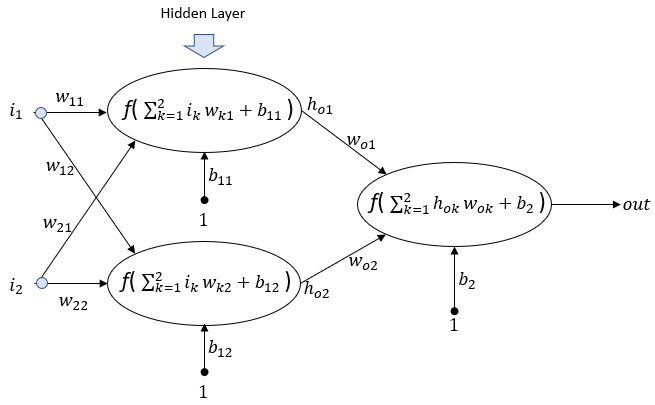 Hidden Layer
i₁ w₁₁ f( ∑²ₖ₌₁ iₖ wₖ₁ + b₁₁ ) hₒ₁
wₒ₁
w₁₂ b₁₁
w₂₁ 1 f( ∑²ₖ₌₁ hₒₖ wₒₖ + b₂ ) out
wₒ₂
i₂ w₂₂ f( ∑²ₖ₌₁ iₖ wₖ₂ + b₁₂ ) hₒ₂
b₂
1
b₁₂
1